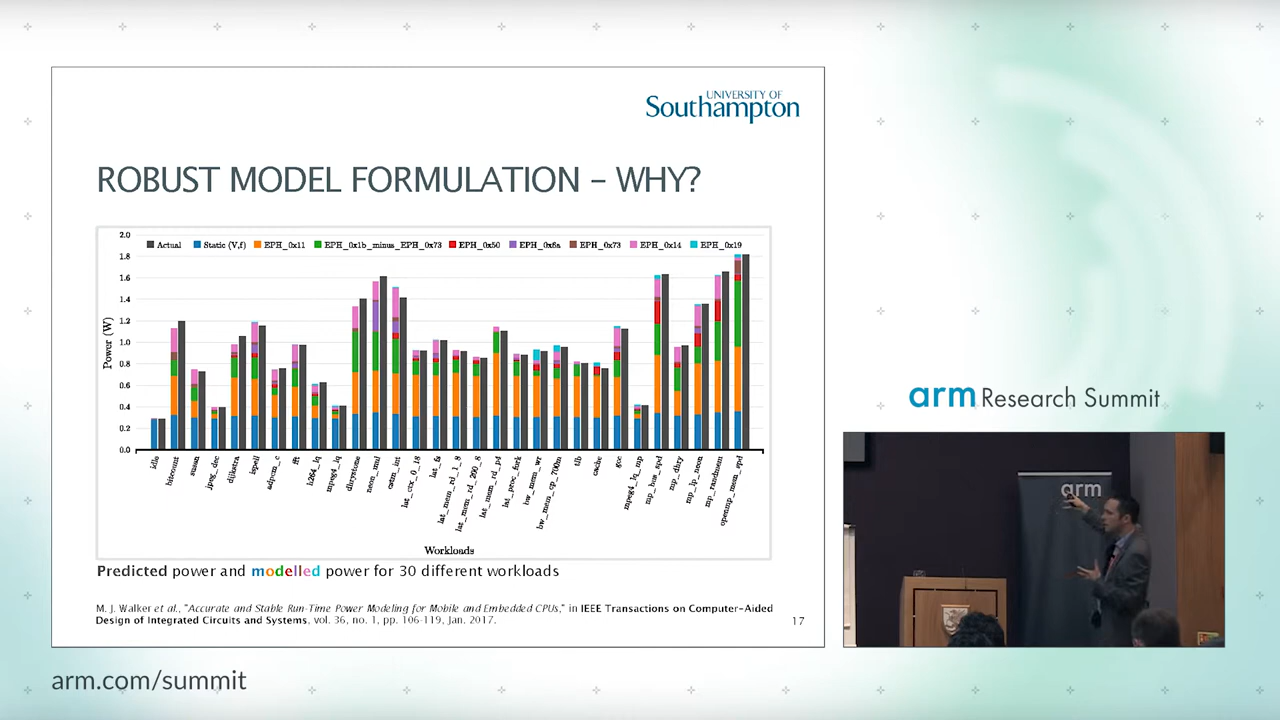 UNIVERSITY OF
Southampton
ROBUST MODEL FORMULATION – WHY?
Actual Static (V,f) EPH_0x11 EPH_0x1b_minus_EPH_0x73 EPH_0x50 EPH_0x6a EPH_0x73 EPH_0x14 EPH_0x19
2.0
1.8
1.6
1.4
1.2
1.0
0.8
0.6
0.4
0.2
0.0
Power (W)
idle
bitcount
susan
jpeg_dec
dijkstra
ispell
adpcm_c
fft
h264_lq
mpeg4_lq
dhrystone
neon_mul
lat_fs
lat_mem_rd_1_8
lat_mem_rd_200_8
lat_mem_rd_p4
lat_proc_fork
bw_mem_wr
bw_mem_cp_700m
tlb
cache
gcc
mpeg4_lq_mp
mp_bus_spd
mp_dhry
mp_lp_neon
mp_randmem
openmp_mem_spd
Workloads
Predicted power and modelled power for 30 different workloads
M. J. Walker et al., "Accurate and Stable Run-Time Power Modeling for Mobile and Embedded CPUs," in IEEE Transactions on Computer-Aided
Design of Integrated Circuits and Systems, vol. 36, no. 1, pp. 106-119, Jan. 2017.
17
arm Research Summit
arm
arm.com/summit